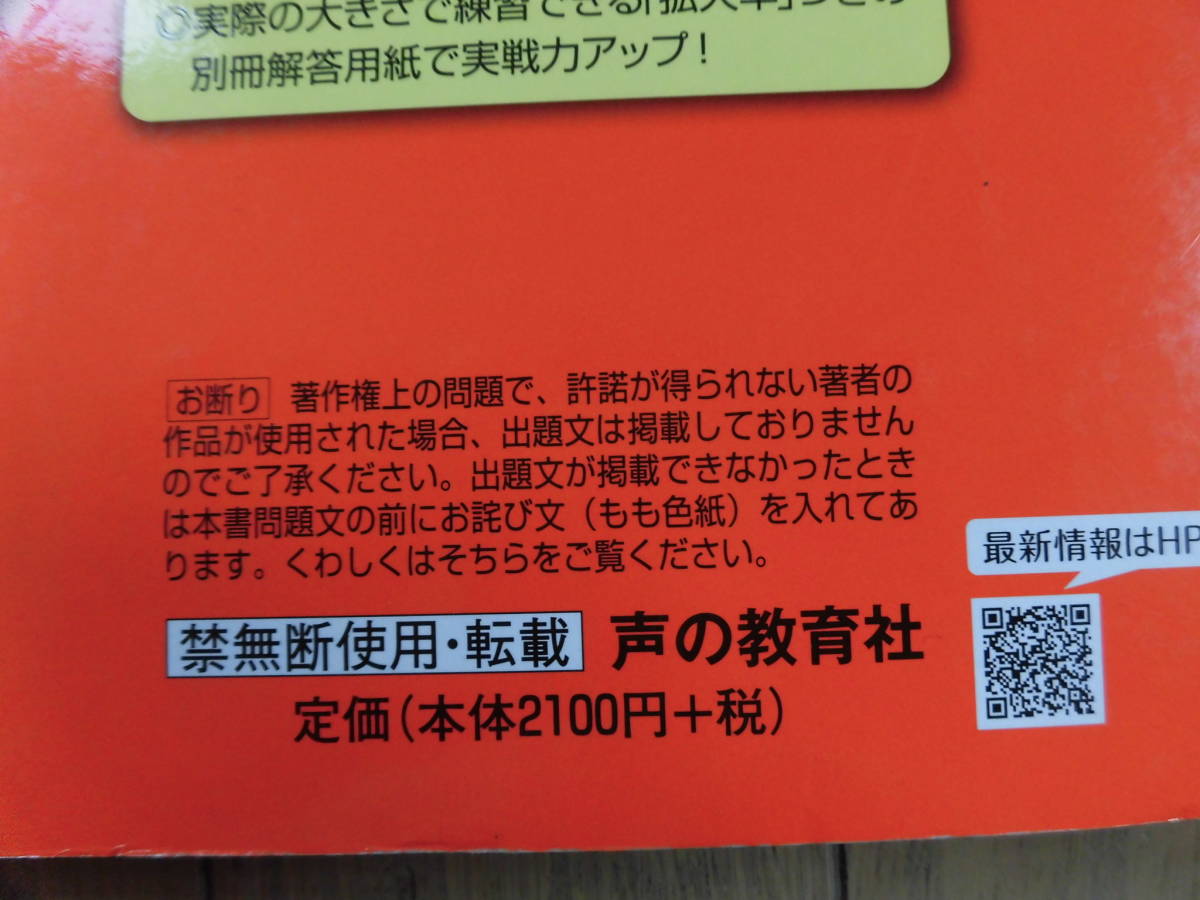 ◎実際の大きさで練習できる「拡大率」つきの
別冊解答用紙で実戦力アップ!
お断り 著作権上の問題で、許諾が得られない著者の
作品が使用された場合、出題文は掲載しておりません
のでご了承ください。出題文が掲載できなかったとき
は本書問題文の前にお詫び文(もも色紙)を入れてあ
ります。くわしくはそちらをご覧ください。
最新情報はHP
禁無断使用・転載 声の教育社
定価(本体2100円+税)